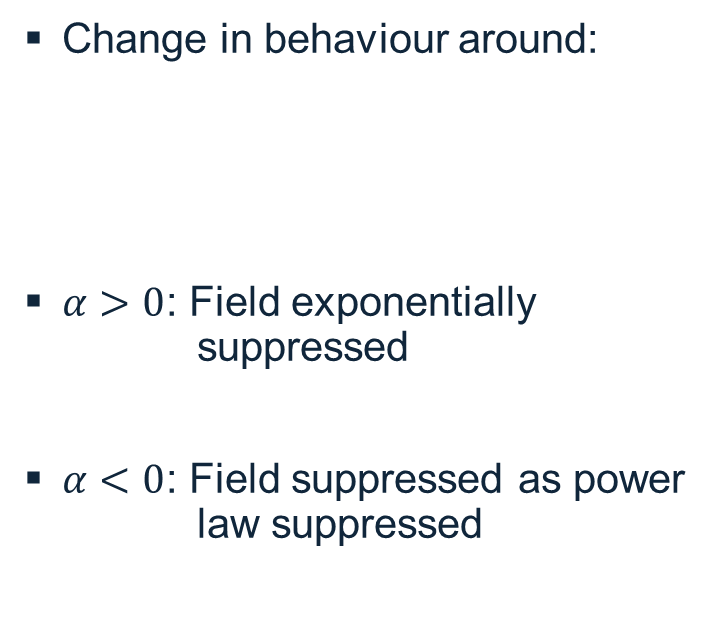 ▪ Change in behaviour around:
▪ 𝛼 > 0: Field exponentially
suppressed
▪ 𝛼 < 0: Field suppressed as power
law suppressed